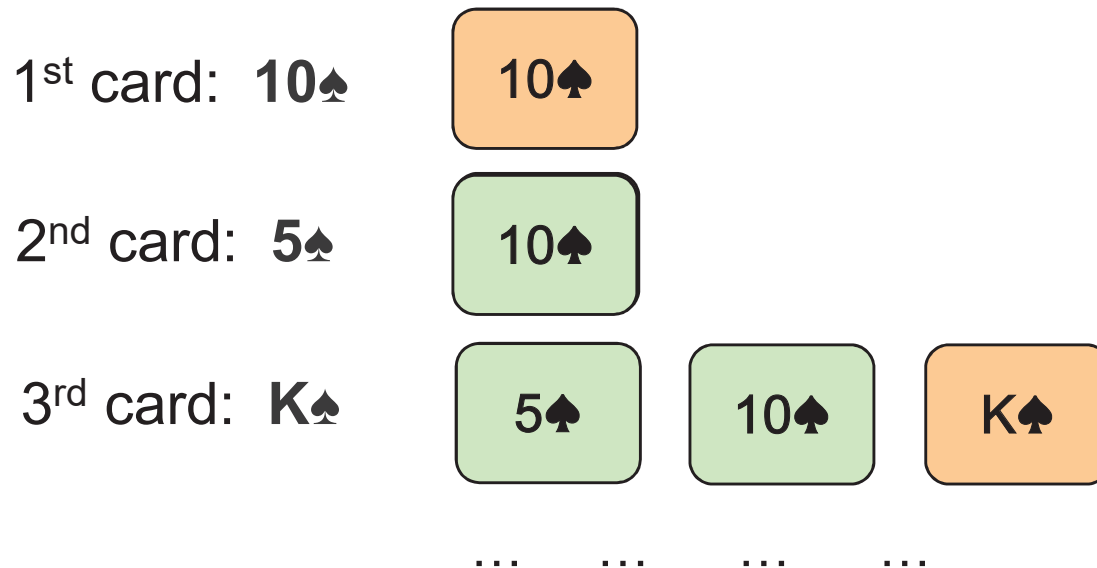 1st card: 10♠ 10♠
2nd card: 5♠ 10♠
3rd card: K♠ 5♠ 10♠ K♠
... ... ... ...